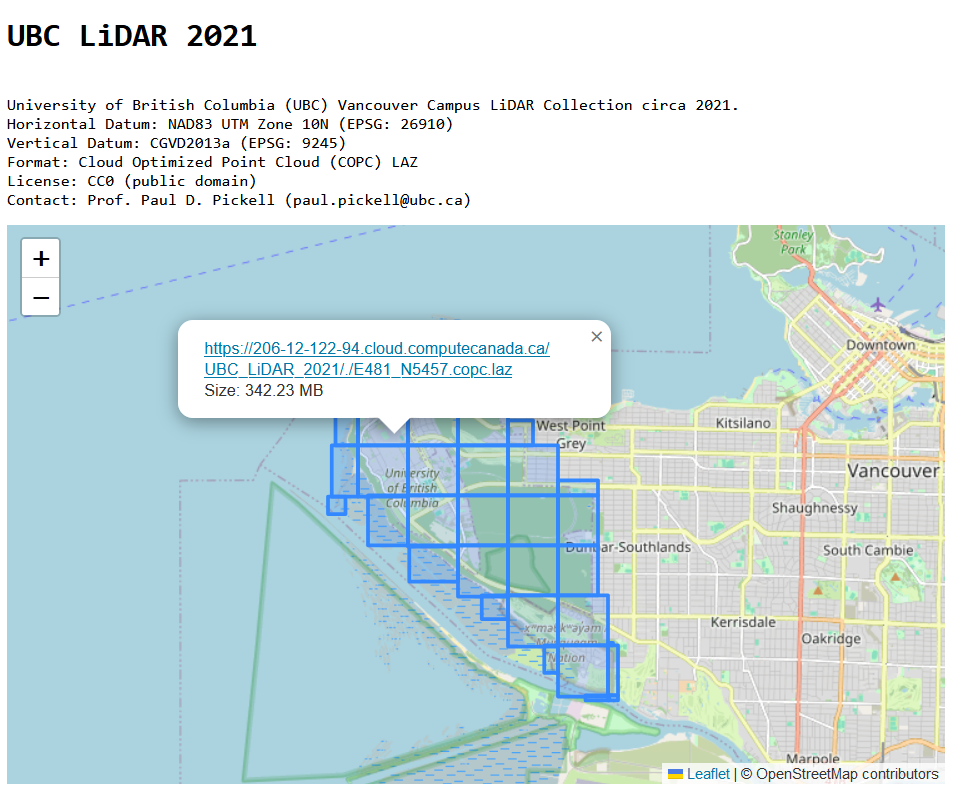 UBC LiDAR 2021
University of British Columbia (UBC) Vancouver Campus LiDAR Collection circa 2021.
Horizontal Datum: NAD83 UTM Zone 10N (EPSG: 26910)
Vertical Datum: CGVD2013a (EPSG: 9245)
Format: Cloud Optimized Point Cloud (COPC) LAZ
License: CC0 (public domain)
Contact: Prof. Paul D. Pickell (paul.pickell@ubc.ca)
+
−
Stanley
Park
Downtown
×
https://206-12-122-94.cloud.computecanada.ca/
UBC_LiDAR_2021/./E481_N5457.copc.laz
Size: 342.23 MB
West Point
Grey
Kitsilano
Vancouver
University
of British
Columbia
Shaughnessy
Dunbar-Southlands
South Cambie
Kerrisdale
Oakridge
xʷməθkʷəy̓əm
Musqueam
Nation
Marpole
Leaflet | © OpenStreetMap contributors